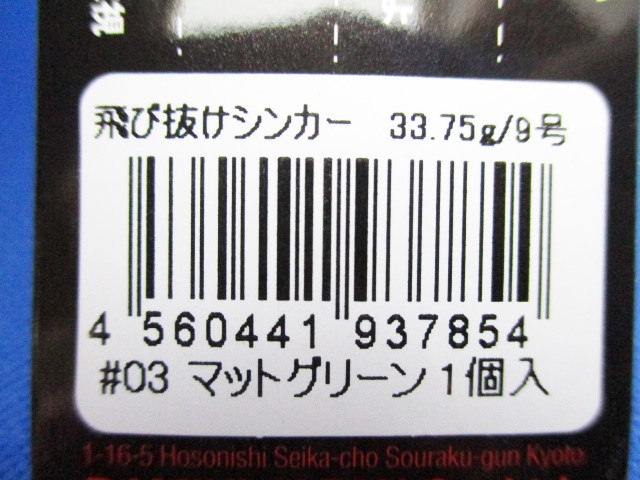 視
飛び抜けシンカー 33.75g/9号
4 560441 937854
#03 マットグリーン1個入
1-16-5 Hosonishi Seika-cho Souraku-gun Kyoto